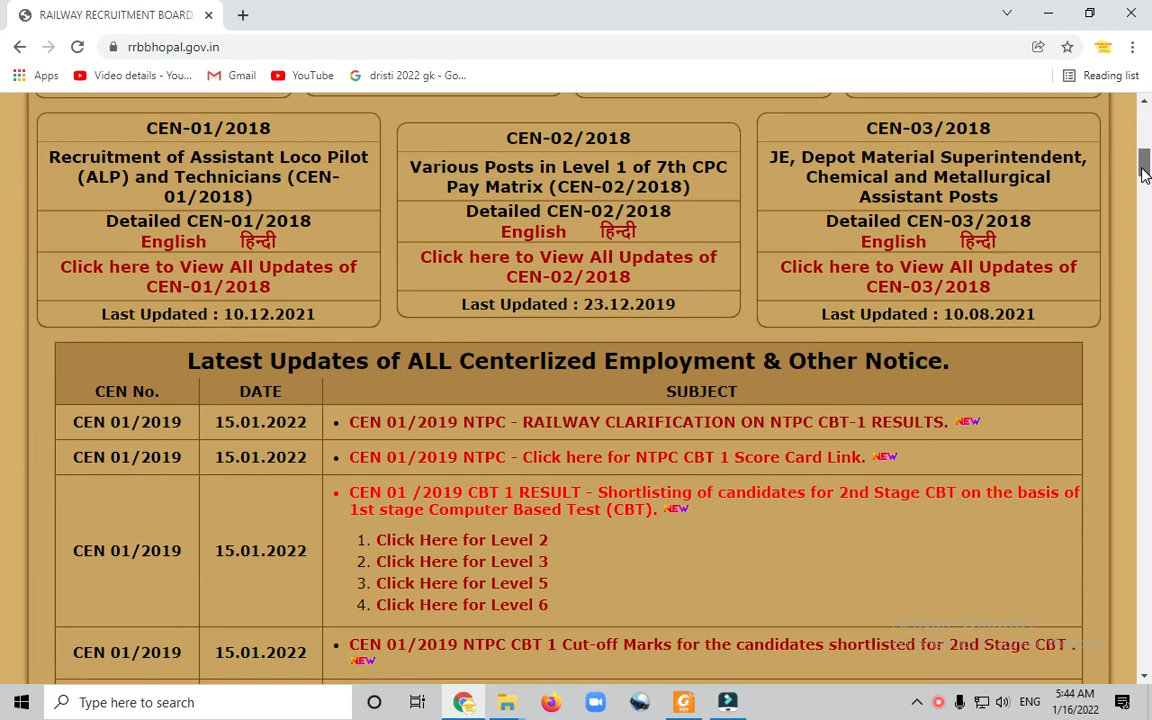 RAILWAY RECRUITMENT BOARD
rrbbhopal.gov.in
Apps
Video details - You...
Gmail
YouTube
dristi 2022 gk - Go...
Reading list
CEN-01/2018
Recruitment of Assistant Loco Pilot
(ALP) and Technicians (CEN-
01/2018)
Detailed CEN-01/2018
English हिन्दी
Click here to View All Updates of
CEN-01/2018
Last Updated : 10.12.2021
CEN-02/2018
Various Posts in Level 1 of 7th CPC
Pay Matrix (CEN-02/2018)
Detailed CEN-02/2018
English हिन्दी
Click here to View All Updates of
CEN-02/2018
Last Updated : 23.12.2019
CEN-03/2018
JE, Depot Material Superintendent,
Chemical and Metallurgical
Assistant Posts
Detailed CEN-03/2018
English हिन्दी
Click here to View All Updates of
CEN-03/2018
Last Updated : 10.08.2021
Latest Updates of ALL Centerlized Employment & Other Notice.
CEN No. DATE SUBJECT
CEN 01/2019 15.01.2022 • CEN 01/2019 NTPC - RAILWAY CLARIFICATION ON NTPC CBT-1 RESULTS. NEW
CEN 01/2019 15.01.2022 • CEN 01/2019 NTPC - Click here for NTPC CBT 1 Score Card Link. NEW
CEN 01/2019 15.01.2022 • CEN 01 /2019 CBT 1 RESULT - Shortlisting of candidates for 2nd Stage CBT on the basis of
1st stage Computer Based Test (CBT). NEW
1. Click Here for Level 2
2. Click Here for Level 3
3. Click Here for Level 5
4. Click Here for Level 6
CEN 01/2019 15.01.2022 • CEN 01/2019 NTPC CBT 1 Cut-off Marks for the candidates shortlisted for 2nd Stage CBT.
NEW
Type here to search
ENG
5:44 AM
1/16/2022